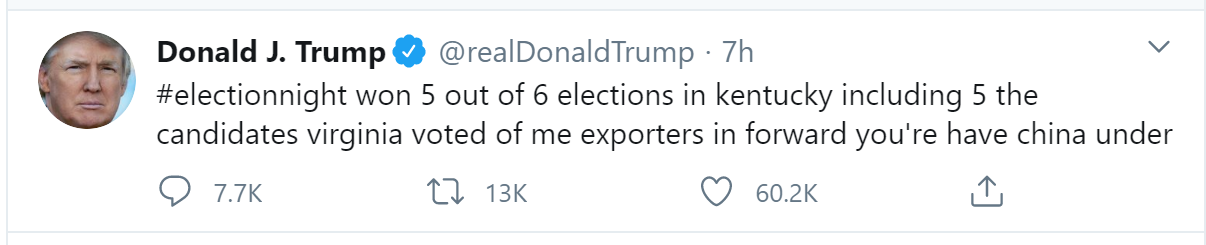 Donald J. Trump @realDonaldTrump · 7h
#electionnight won 5 out of 6 elections in kentucky including 5 the
candidates virginia voted of me exporters in forward you're have china under
7.7K 13K 60.2K